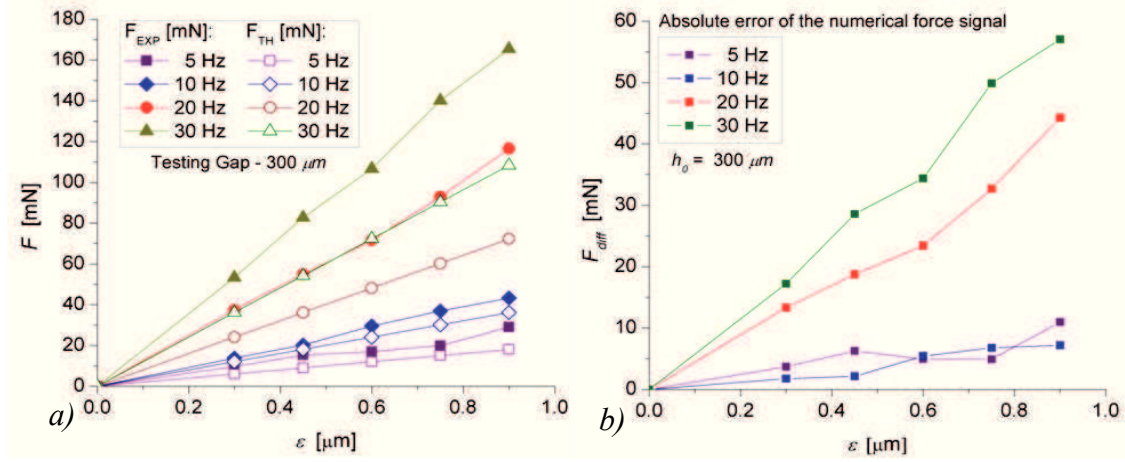 F_EXP [mN]: F_TH [mN]:
5 Hz 5 Hz
10 Hz 10 Hz
20 Hz 20 Hz
30 Hz 30 Hz
Testing Gap - 300 μm
180
160
140
120
100
80
60
40
20
0
F [mN]
0.0 0.2 0.4 0.6 0.8 1.0
ε [μm]
a)
Absolute error of the numerical force signal
5 Hz
10 Hz
20 Hz
30 Hz
h_0 = 300 μm
60
50
40
30
20
10
0
F_diff [mN]
0.0 0.2 0.4 0.6 0.8 1.0
ε [μm]
b)